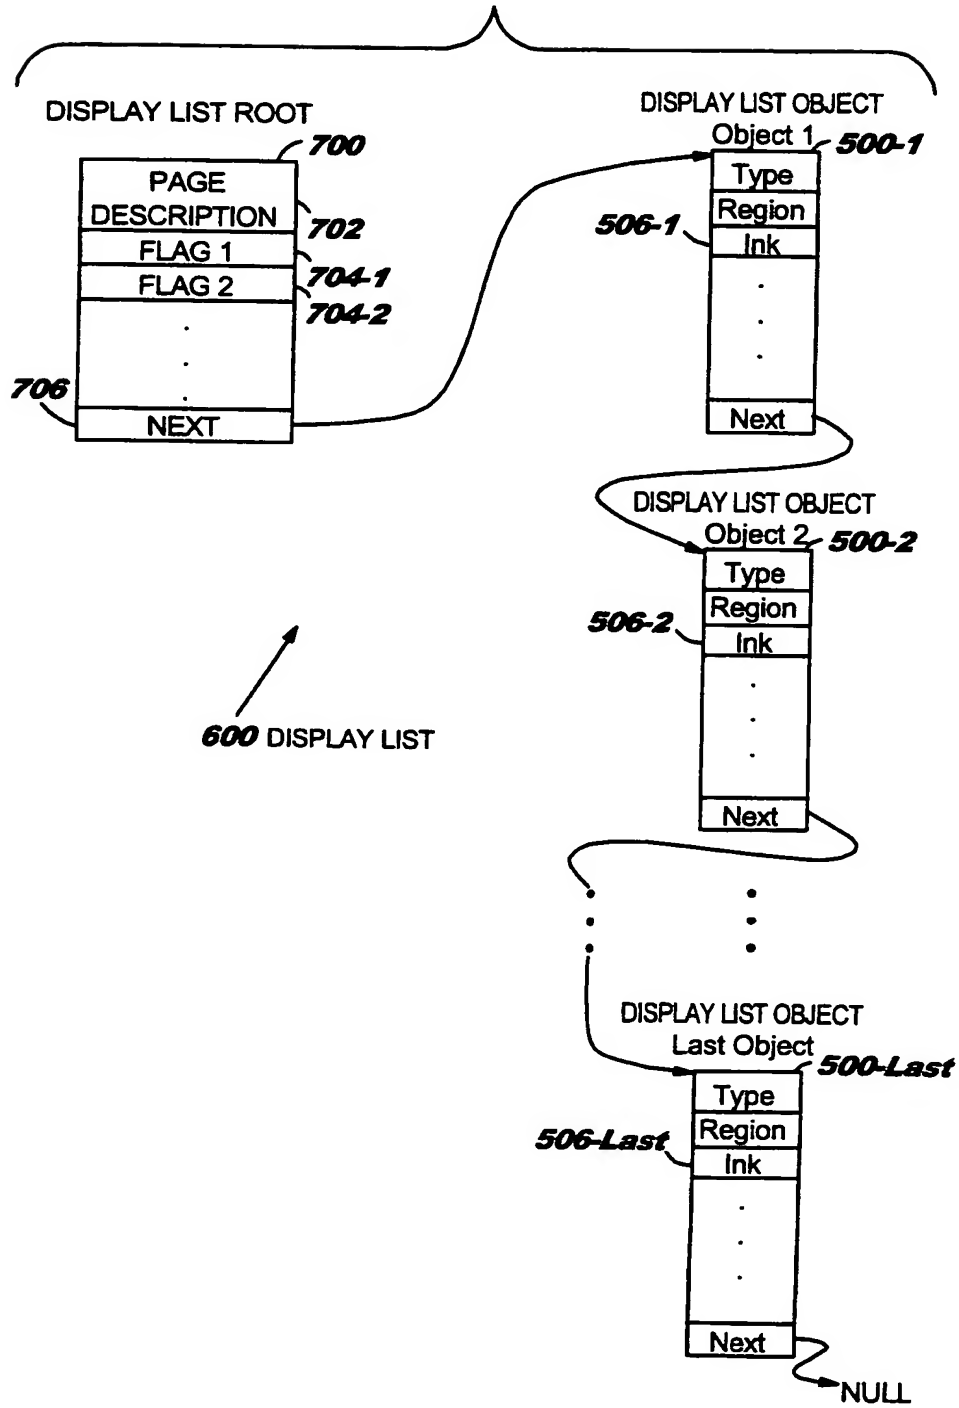 DISPLAY LIST ROOT
700
PAGE
DESCRIPTION
702
FLAG 1
704-1
FLAG 2
704-2
706
NEXT
DISPLAY LIST OBJECT
Object 1
500-1
Type
Region
506-1
Ink
Next
DISPLAY LIST OBJECT
Object 2
500-2
Type
Region
506-2
Ink
Next
600 DISPLAY LIST
DISPLAY LIST OBJECT
Last Object
500-Last
Type
Region
506-Last
Ink
Next
NULL